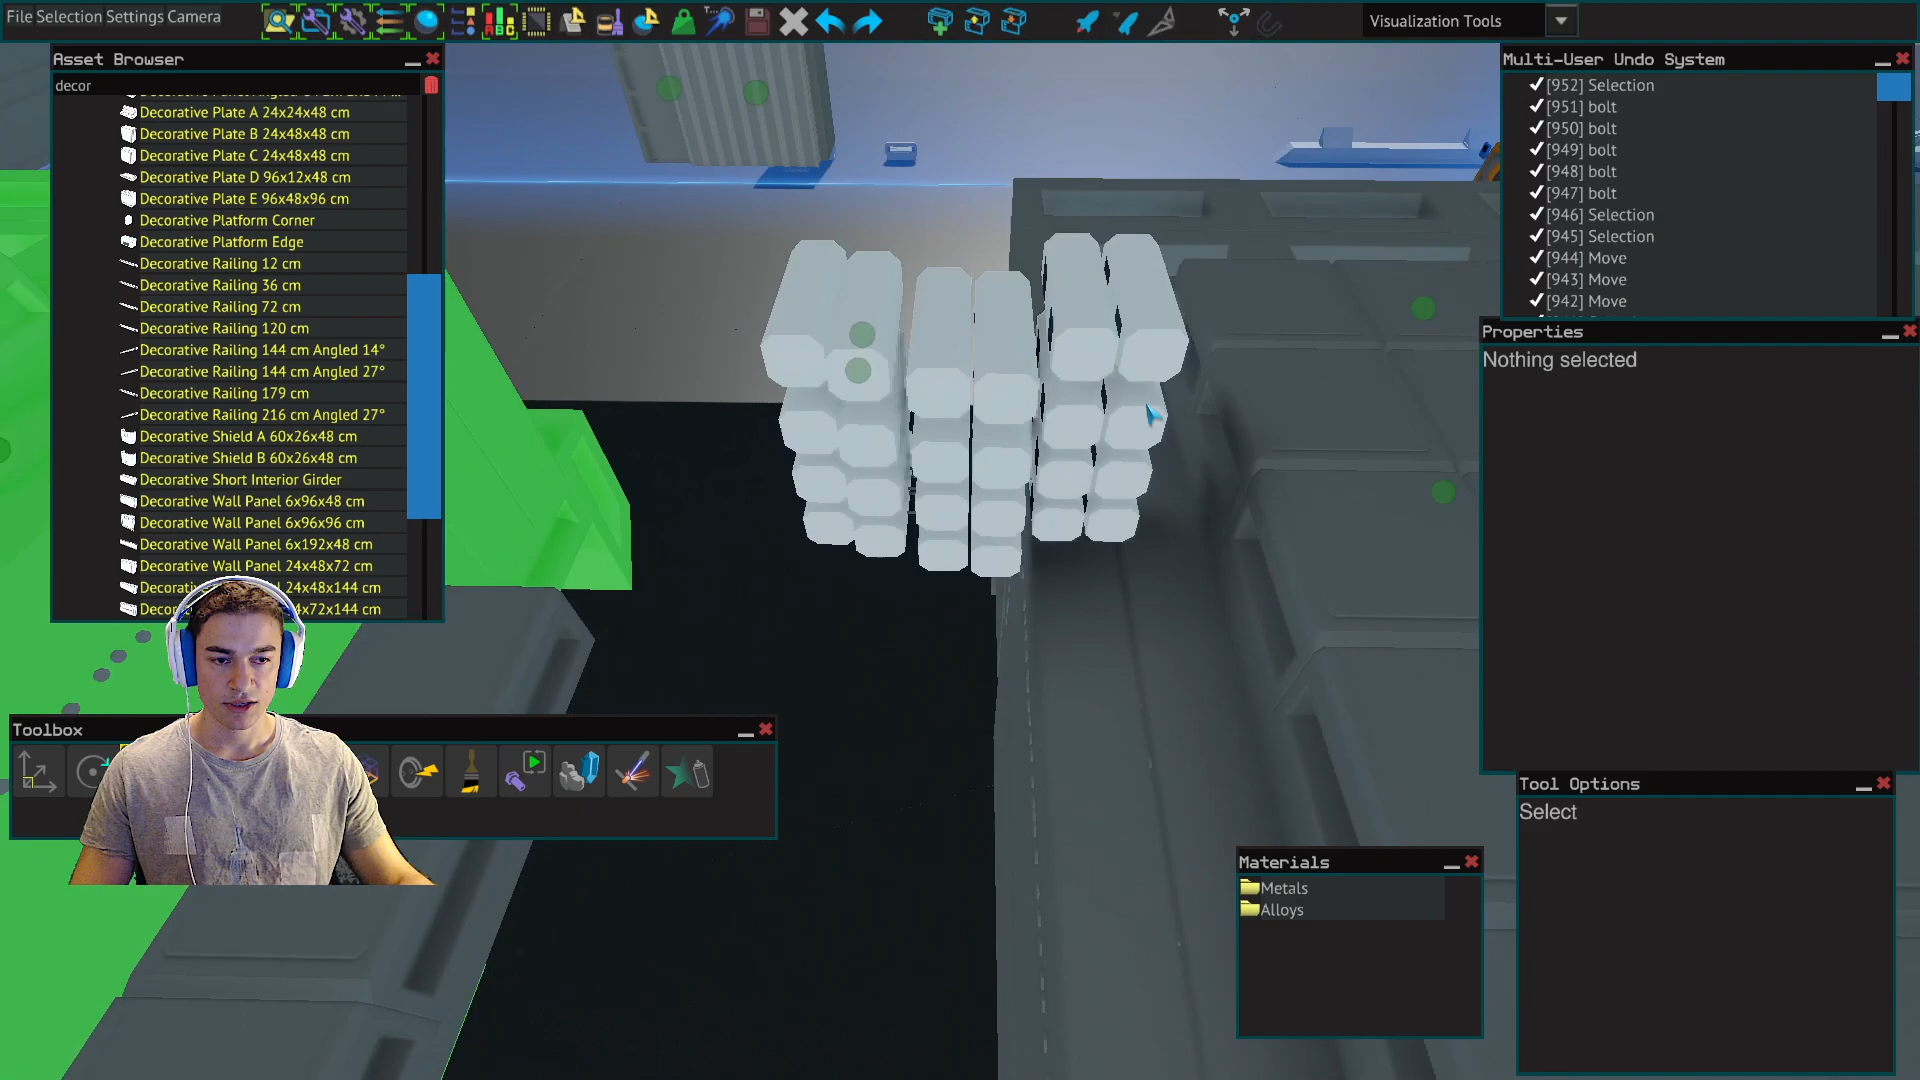 File Selection Settings Camera
Visualization Tools
Asset Browser
decor
Decorative Plate A 24x24x48 cm
Decorative Plate B 24x48x48 cm
Decorative Plate C 24x48x48 cm
Decorative Plate D 96x12x48 cm
Decorative Plate E 96x48x96 cm
Decorative Platform Corner
Decorative Platform Edge
Decorative Railing 12 cm
Decorative Railing 36 cm
Decorative Railing 72 cm
Decorative Railing 120 cm
Decorative Railing 144 cm Angled 14°
Decorative Railing 144 cm Angled 27°
Decorative Railing 179 cm
Decorative Railing 216 cm Angled 27°
Decorative Shield A 60x26x48 cm
Decorative Shield B 60x26x48 cm
Decorative Short Interior Girder
Decorative Wall Panel 6x96x48 cm
Decorative Wall Panel 6x96x96 cm
Decorative Wall Panel 6x192x48 cm
Decorative Wall Panel 24x48x72 cm
24x48x144 cm
4x72x144 cm
Multi-User Undo System
[952] Selection
[951] bolt
[950] bolt
[949] bolt
[948] bolt
[947] bolt
[946] Selection
[945] Selection
[944] Move
[943] Move
[942] Move
Properties
Nothing selected
Toolbox
Tool Options
Select
Materials
Metals
Alloys